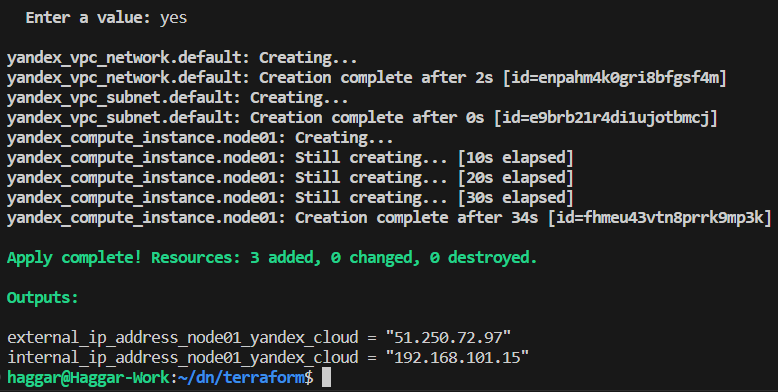 Enter a value: yes
yandex_vpc_network.default: Creating...
yandex_vpc_network.default: Creation complete after 2s [id=enpahm4k0gri8bfgsf4m]
yandex_vpc_subnet.default: Creating...
yandex_vpc_subnet.default: Creation complete after 0s [id=e9brb21r4di1ujotbmcj]
yandex_compute_instance.node01: Creating...
yandex_compute_instance.node01: Still creating... [10s elapsed]
yandex_compute_instance.node01: Still creating... [20s elapsed]
yandex_compute_instance.node01: Still creating... [30s elapsed]
yandex_compute_instance.node01: Creation complete after 34s [id=fhmeu43vtn8prrk9mp3k]
Apply complete! Resources: 3 added, 0 changed, 0 destroyed.
Outputs:
external_ip_address_node01_yandex_cloud = "51.250.72.97"
internal_ip_address_node01_yandex_cloud = "192.168.101.15"
haggar@Haggar-Work:~/dn/terraform$